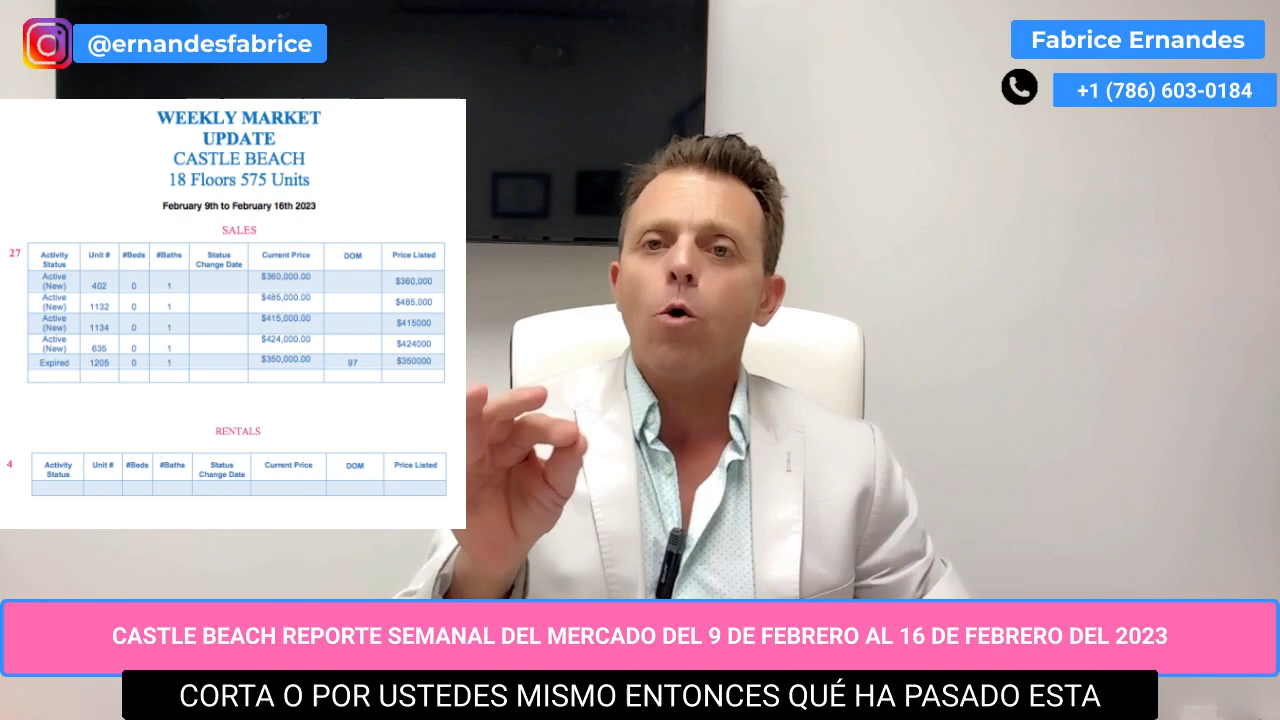 @ernandesfabrice
Fabrice Ernandes
+1 (786) 603-0184
WEEKLY MARKET
UPDATE
CASTLE BEACH
18 Floors 575 Units
February 9th to February 16th 2023
SALES
27
Activity Status Unit # #Beds #Baths Status Change Date Current Price DOM Price Listed
Active (New) 402 0 1 $360,000.00 $360,000
Active (New) 1132 0 1 $485,000.00 $485,000
Active (New) 1134 0 1 $415,000.00 $415000
Active (New) 635 0 1 $424,000.00 $424000
Expired 1205 0 1 $350,000.00 97 $350000
RENTALS
4
Activity Status Unit # #Beds #Baths Status Change Date Current Price DOM Price Listed
CASTLE BEACH REPORTE SEMANAL DEL MERCADO DEL 9 DE FEBRERO AL 16 DE FEBRERO DEL 2023
CORTA O POR USTEDES MISMO ENTONCES QUÉ HA PASADO ESTA